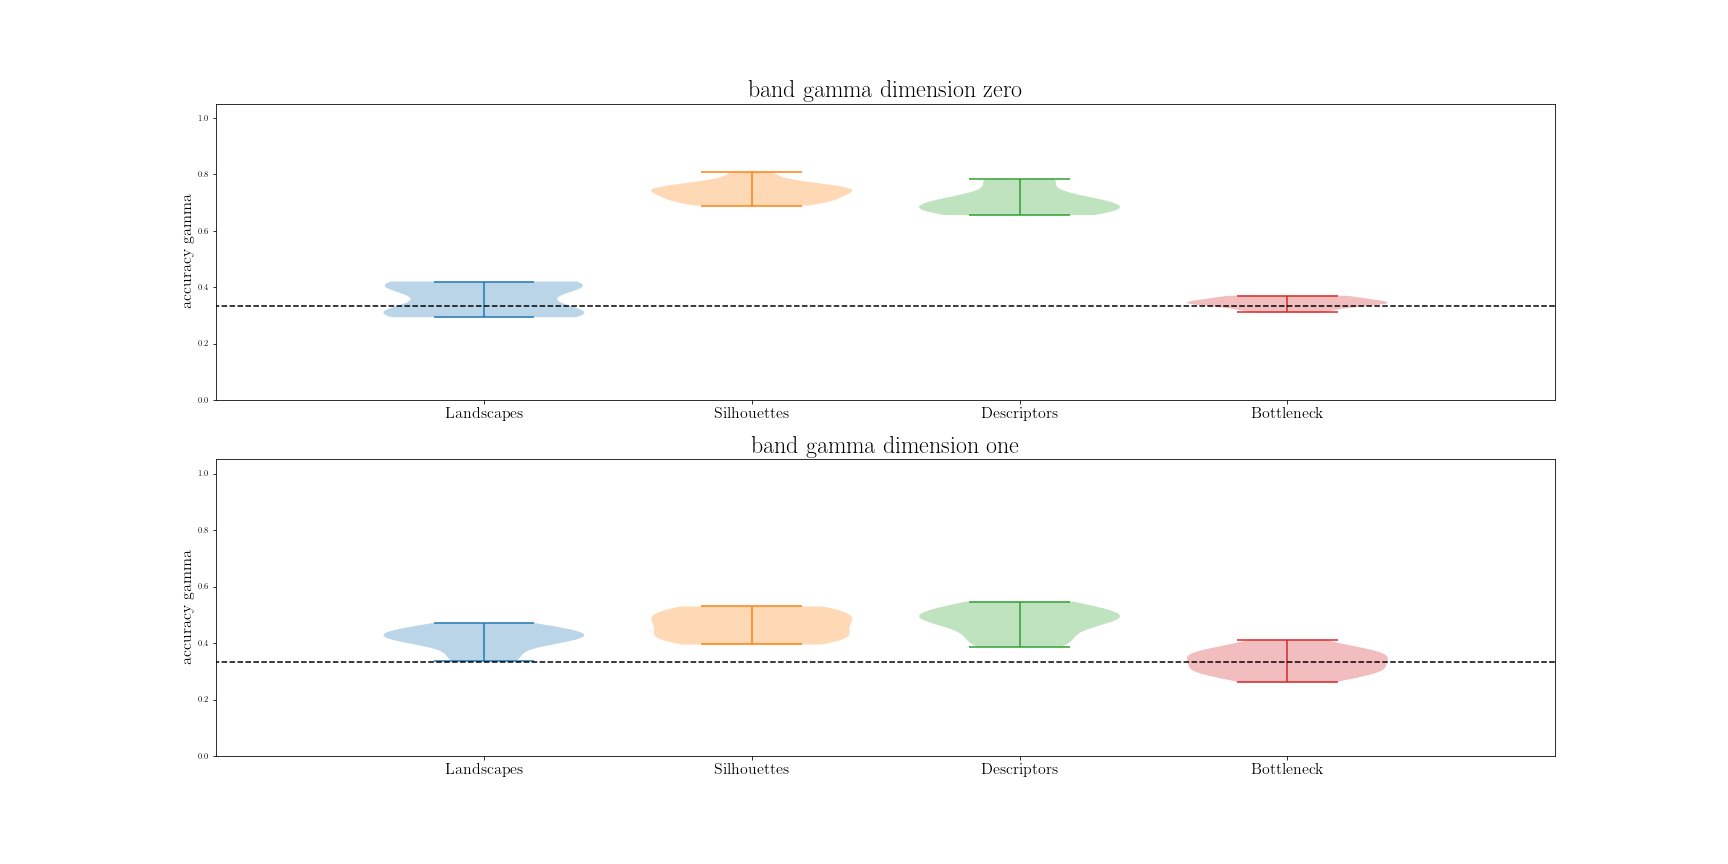 band gamma dimension zero
accuracy gamma
1.0
0.8
0.6
0.4
0.2
0.0
Landscapes Silhouettes Descriptors Bottleneck
band gamma dimension one
accuracy gamma
1.0
0.8
0.6
0.4
0.2
0.0
Landscapes Silhouettes Descriptors Bottleneck